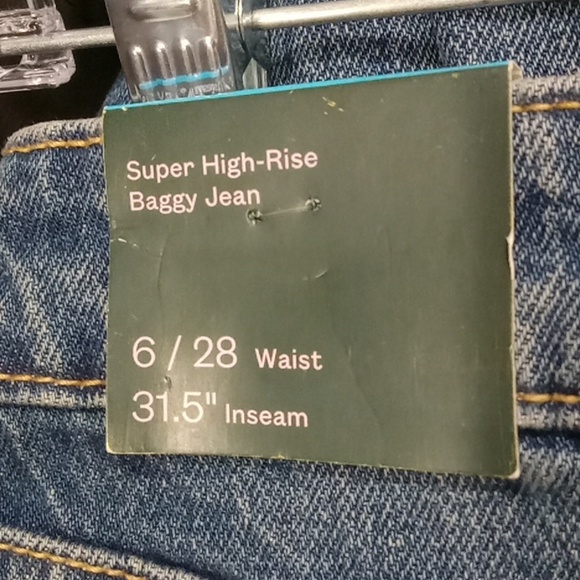 Super High-Rise
Baggy Jean
6 / 28 Waist
31.5" Inseam